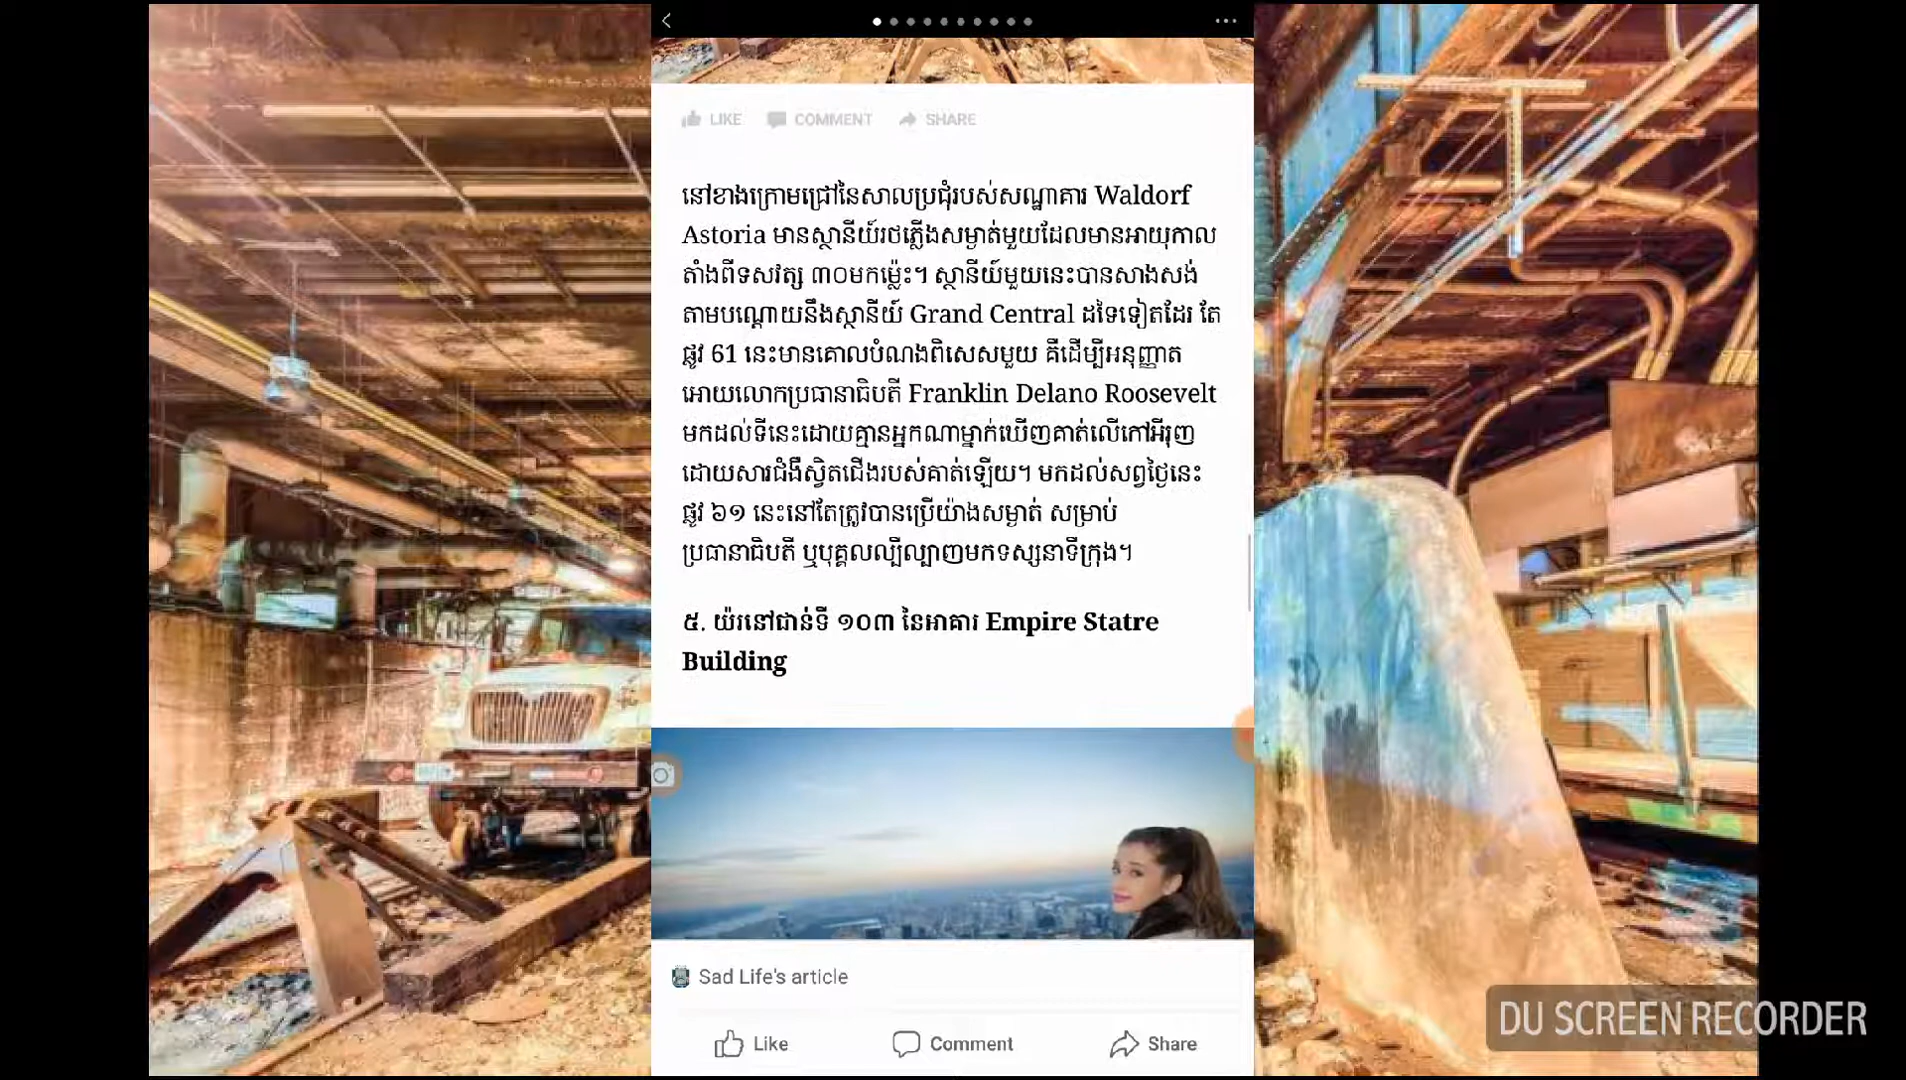 LIKE COMMENT SHARE
នៅខាងក្រោមជ្រៅនៃសាលប្រជុំរបស់សណ្ឋាគារ Waldorf
Astoria មានស្ថានីយ៍រថភ្លើងសម្ងាត់មួយដែលមានអាយុកាល
តាំងពីទសវត្ស ៣០មកម្ល៉េះ។ ស្ថានីយ៍មួយនេះបានសាងសង់
តាមបណ្ដោយនឹងស្ថានីយ៍ Grand Central ដទៃទៀតដែរ តែ
ផ្លូវ 61 នេះមានគោលបំណងពិសេសមួយ គឺដើម្បីអនុញ្ញាត
អោយលោកប្រធានាធិបតី Franklin Delano Roosevelt
មកដល់ទីនេះដោយគ្មានអ្នកណាម្នាក់ឃើញគាត់លើកៅអីរុញ
ដោយសារជំងឺស្វិតជើងរបស់គាត់ឡើយ។ មកដល់សព្វថ្ងៃនេះ
ផ្លូវ ៦១ នេះនៅតែត្រូវបានប្រើយ៉ាងសម្ងាត់ សម្រាប់
ប្រធានាធិបតី ឬបុគ្គលល្បីល្បាញមកទស្សនាទីក្រុង។
៥. យ៉រនៅជាន់ទី ១០៣ នៃអាគារ Empire Statre
Building
Sad Life's article
Like Comment Share
DU SCREEN RECORDER